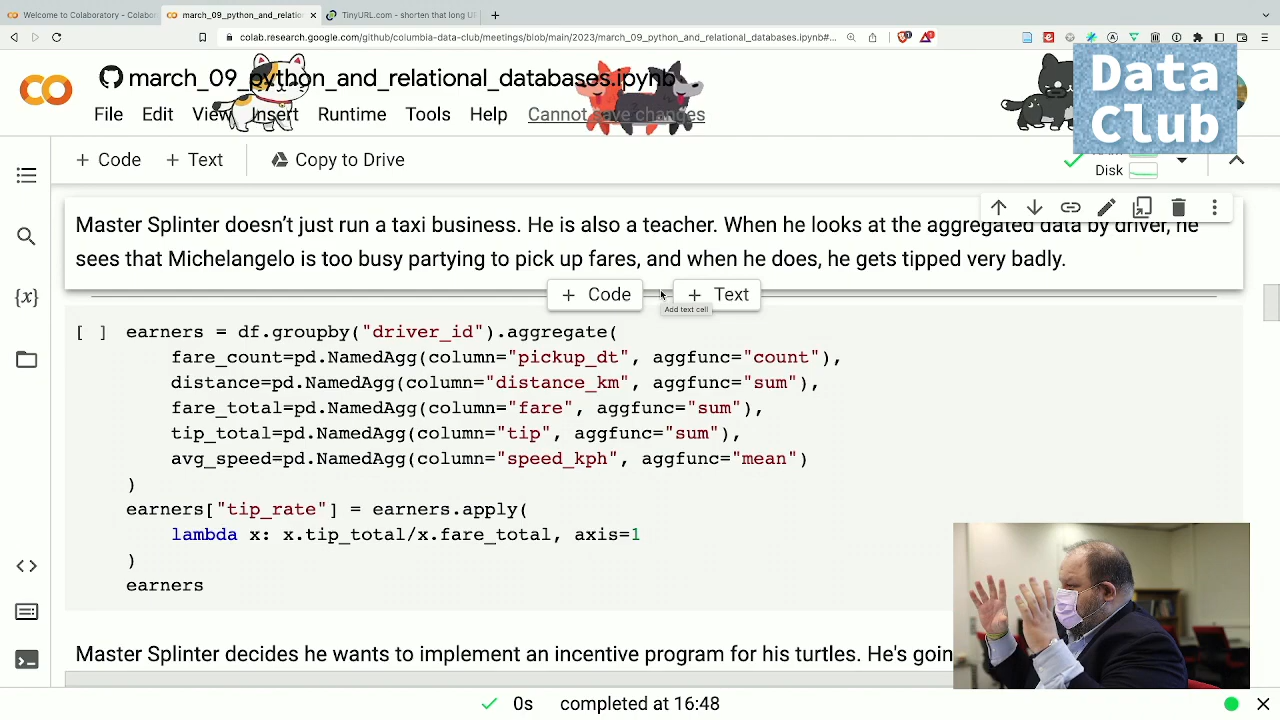 Welcome to Colaboratory - Colabor
march_09_python_and_relatio
TinyURL.com - shorten that long U
colab.research.google.com/github/columbia-data-club/meetings/blob/main/2023/march_09_python_and_relational_databases.ipynb#...
march_09_python_and_relational_databases.ipynb
File Edit View Insert Runtime Tools Help Cannot save changes
Data
Club
+ Code + Text Copy to Drive
Disk
Master Splinter doesn’t just run a taxi business. He is also a teacher. When he looks at the aggregated data by driver, he
sees that Michelangelo is too busy partying to pick up fares, and when he does, he gets tipped very badly.
+ Code + Text
Add text cell
[ ] earners = df.groupby("driver_id").aggregate(
fare_count=pd.NamedAgg(column="pickup_dt", aggfunc="count"),
distance=pd.NamedAgg(column="distance_km", aggfunc="sum"),
fare_total=pd.NamedAgg(column="fare", aggfunc="sum"),
tip_total=pd.NamedAgg(column="tip", aggfunc="sum"),
avg_speed=pd.NamedAgg(column="speed_kph", aggfunc="mean")
)
earners["tip_rate"] = earners.apply(
lambda x: x.tip_total/x.fare_total, axis=1
)
earners
Master Splinter decides he wants to implement an incentive program for his turtles. He's goin
0s completed at 16:48